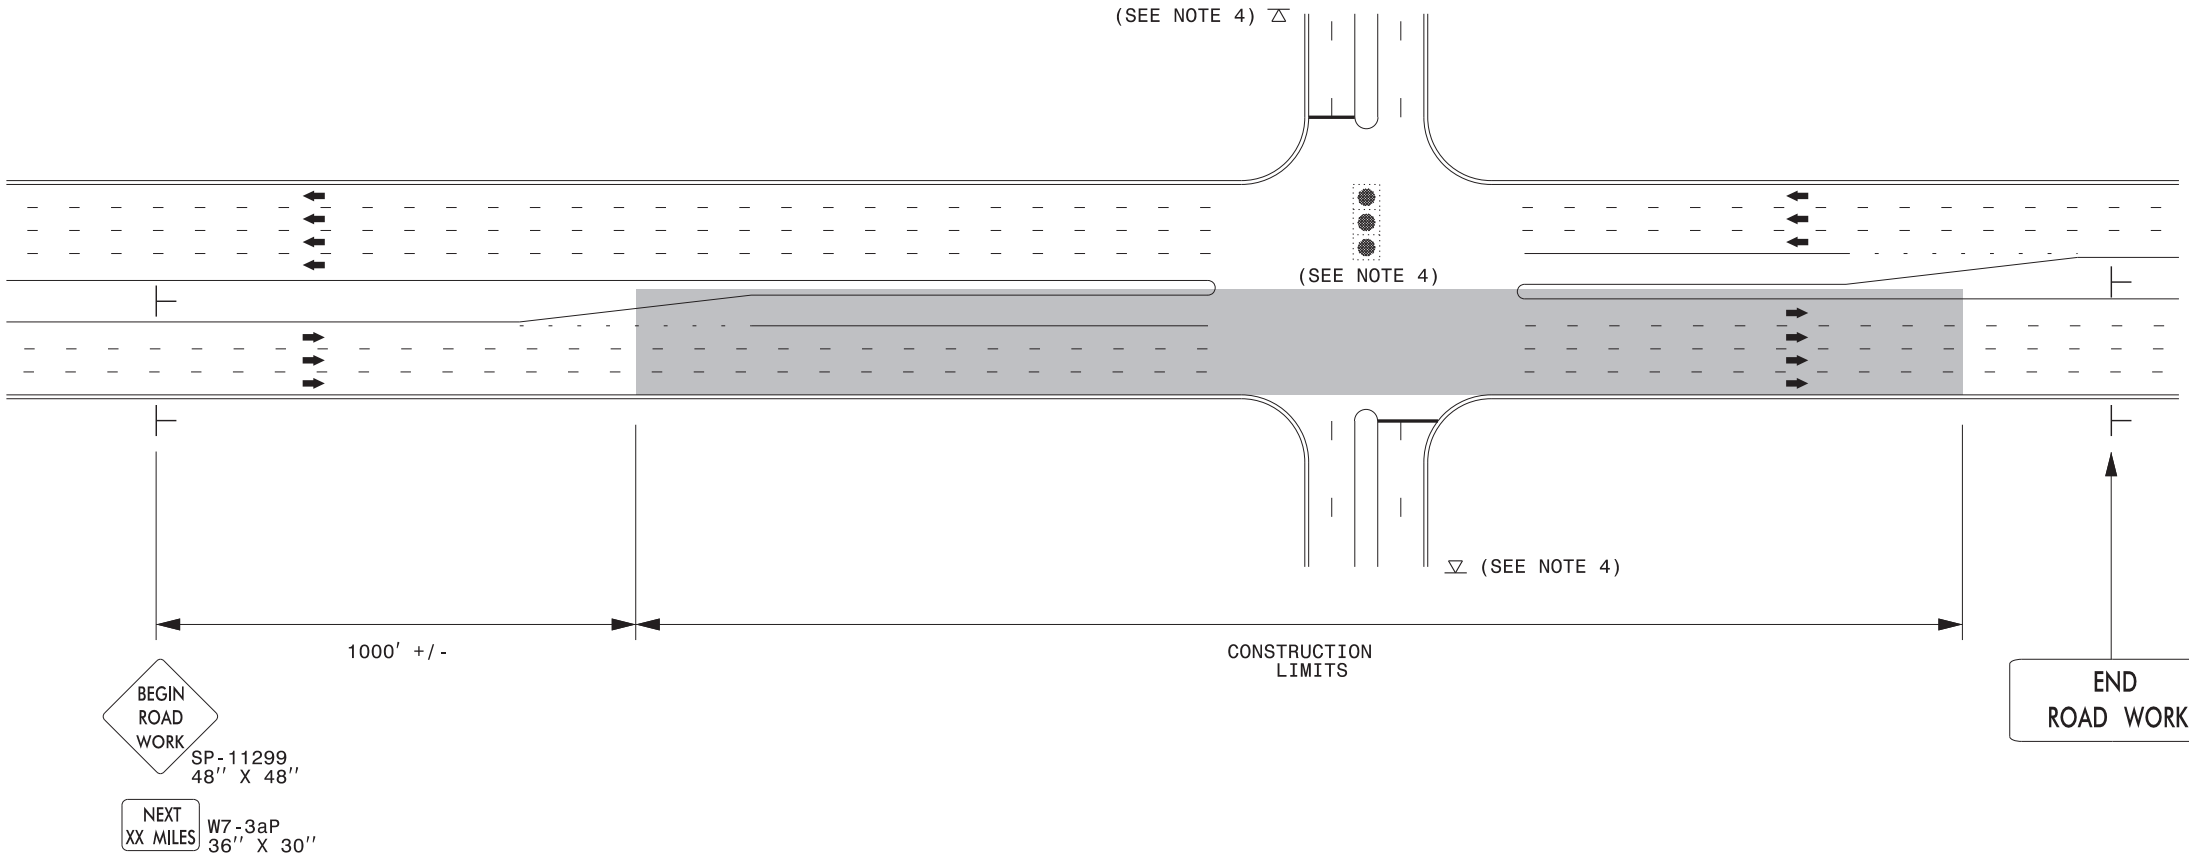 (SEE NOTE 4)
(SEE NOTE 4)
(SEE NOTE 4)
1000' +/-
CONSTRUCTION
LIMITS
BEGIN
ROAD
WORK
SP-11299
48'' X 48''
NEXT
XX MILES
W7-3aP
36'' X 30''
END
ROAD WORK